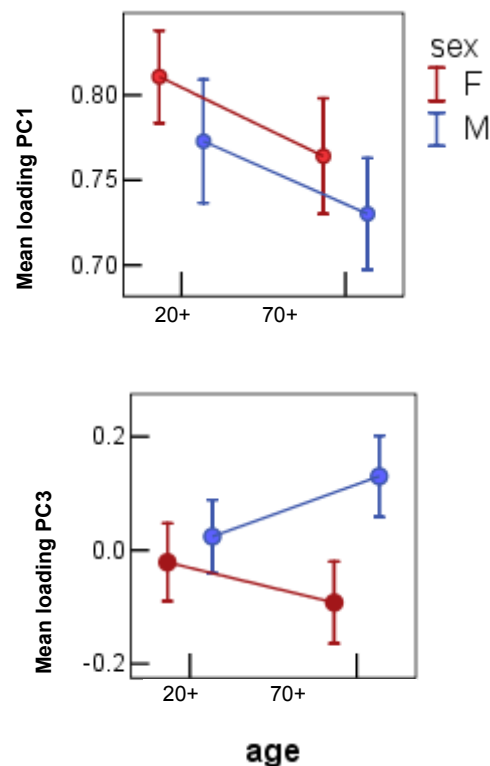 sex
F
M
Mean loading PC1
0.80
0.75
0.70
20+ 70+
Mean loading PC3
0.2
0.0
-0.2
20+ 70+
age